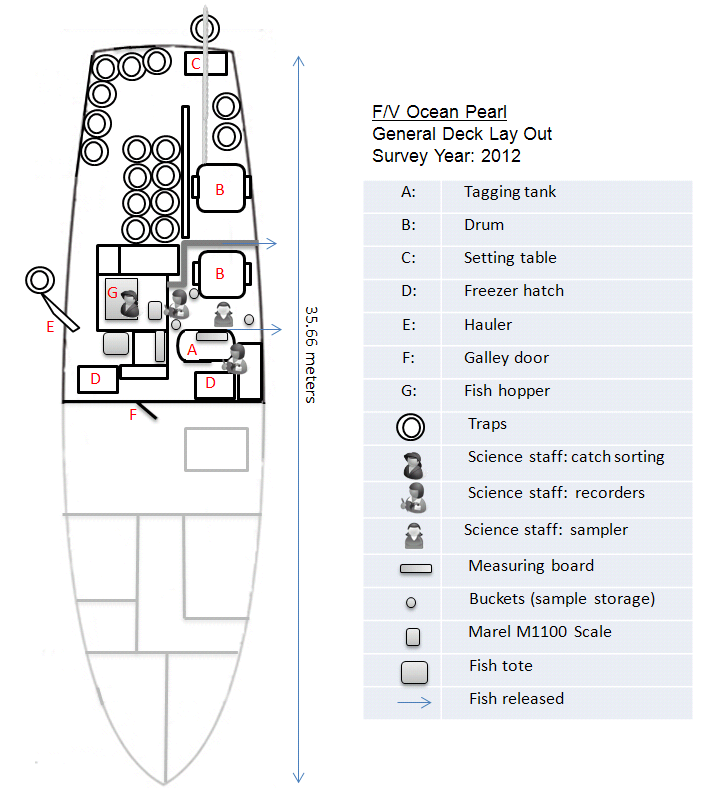 C
B
B
G
E
A
D
D
F
35.66 meters
F/V Ocean Pearl
General Deck Lay Out
Survey Year: 2012
A: Tagging tank
B: Drum
C: Setting table
D: Freezer hatch
E: Hauler
F: Galley door
G: Fish hopper
Traps
Science staff: catch sorting
Science staff: recorders
Science staff: sampler
Measuring board
Buckets (sample storage)
Marel M1100 Scale
Fish tote
Fish released